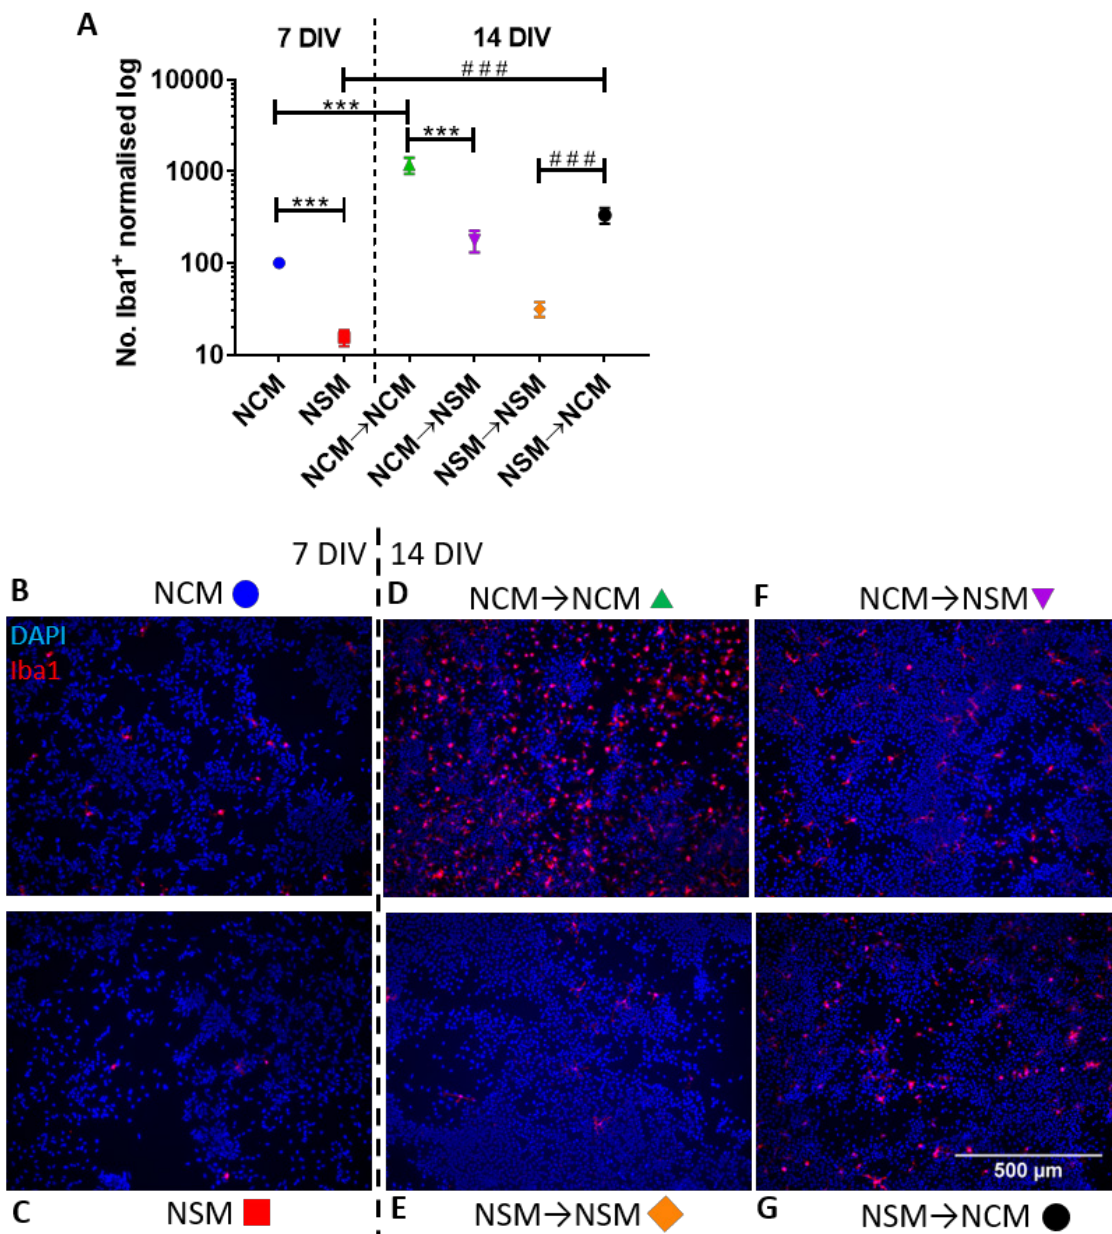 A
7 DIV
14 DIV
No. Iba1⁺ normalised log
10000
1000
100
10
###
***
***
###
***
NCM
NSM
NCM→NCM
NCM→NSM
NSM→NSM
NSM→NCM
7 DIV
14 DIV
B
NCM
D
NCM→NCM
F
NCM→NSM
DAPI
Iba1
500 µm
C
NSM
E
NSM→NSM
G
NSM→NCM